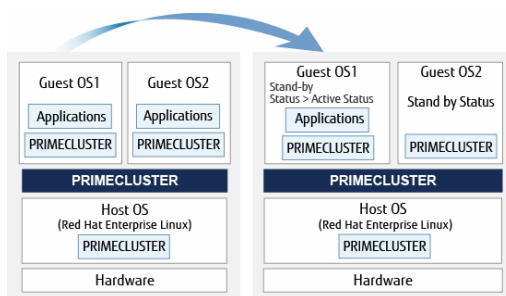 Guest OS1
Applications
PRIMECLUSTER
Guest OS2
Applications
PRIMECLUSTER
PRIMECLUSTER
Host OS
(Red Hat Enterprise Linux)
PRIMECLUSTER
Hardware
Guest OS1
Stand-by
Status > Active Status
Applications
PRIMECLUSTER
Guest OS2
Stand by Status
PRIMECLUSTER
PRIMECLUSTER
Host OS
(Red Hat Enterprise Linux)
PRIMECLUSTER
Hardware